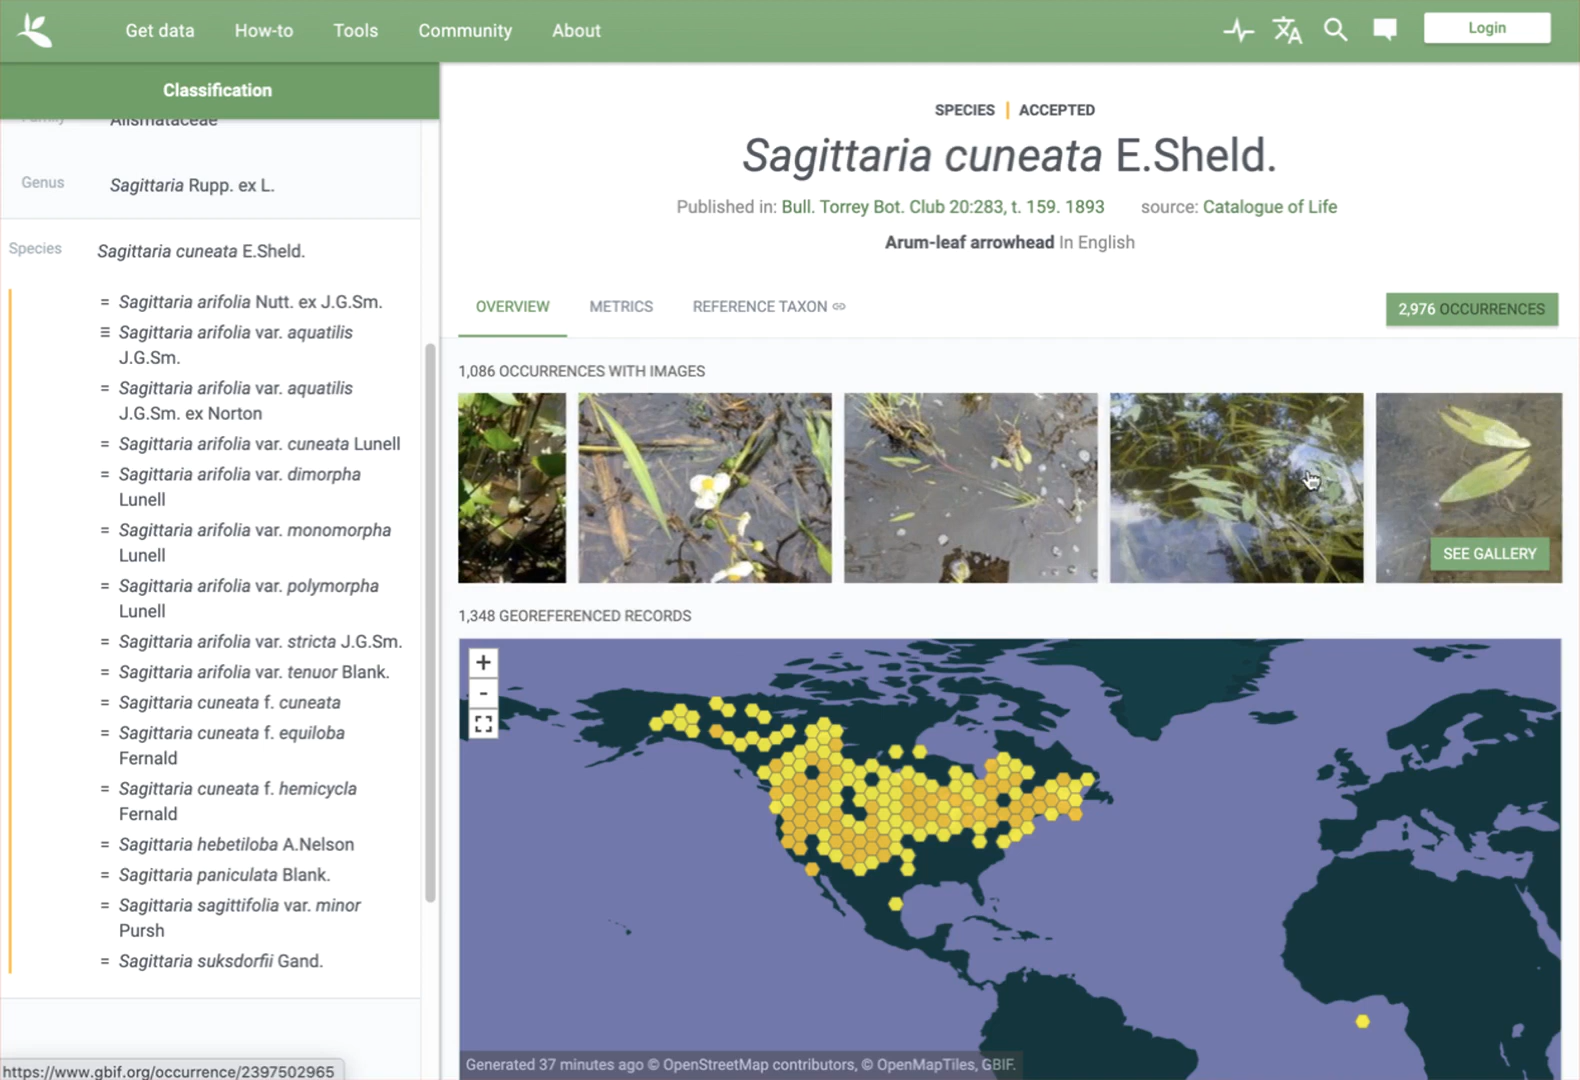 Get data How-to Tools Community About Login
Classification
Family Alismataceae
Genus Sagittaria Rupp. ex L.
Species Sagittaria cuneata E.Sheld.
= Sagittaria arifolia Nutt. ex J.G.Sm.
≡ Sagittaria arifolia var. aquatilis
J.G.Sm.
= Sagittaria arifolia var. aquatilis
J.G.Sm. ex Norton
= Sagittaria arifolia var. cuneata Lunell
= Sagittaria arifolia var. dimorpha
Lunell
= Sagittaria arifolia var. monomorpha
Lunell
= Sagittaria arifolia var. polymorpha
Lunell
= Sagittaria arifolia var. stricta J.G.Sm.
= Sagittaria arifolia var. tenuor Blank.
= Sagittaria cuneata f. cuneata
= Sagittaria cuneata f. equiloba
Fernald
= Sagittaria cuneata f. hemicycla
Fernald
= Sagittaria hebetiloba A.Nelson
= Sagittaria paniculata Blank.
= Sagittaria sagittifolia var. minor
Pursh
= Sagittaria suksdorfii Gand.
https://www.gbif.org/occurrence/2397502965
SPECIES | ACCEPTED
Sagittaria cuneata E.Sheld.
Published in: Bull. Torrey Bot. Club 20:283, t. 159. 1893 source: Catalogue of Life
Arum-leaf arrowhead In English
OVERVIEW METRICS REFERENCE TAXON 2,976 OCCURRENCES
1,086 OCCURRENCES WITH IMAGES
SEE GALLERY
1,348 GEOREFERENCED RECORDS
+
-
Generated 37 minutes ago © OpenStreetMap contributors, © OpenMapTiles, GBIF.